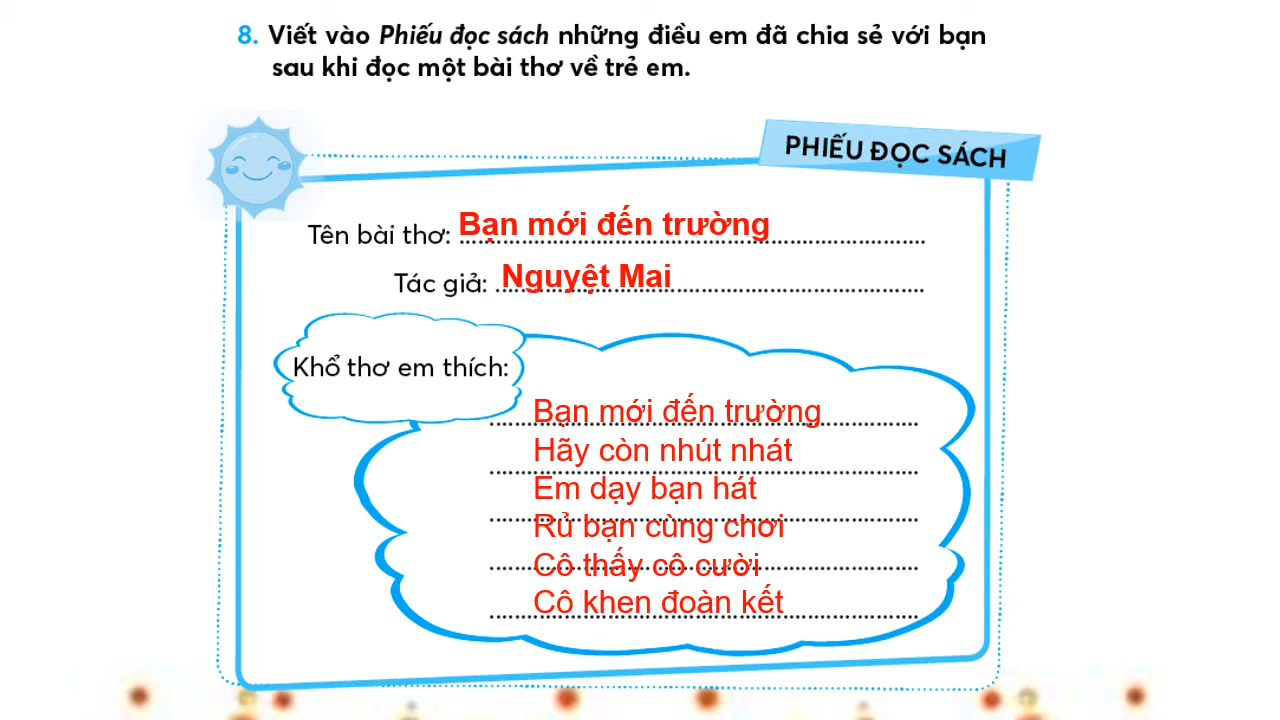 8. Viết vào Phiếu đọc sách những điều em đã chia sẻ với bạn
sau khi đọc một bài thơ về trẻ em.
PHIẾU ĐỌC SÁCH
Tên bài thơ: Bạn mới đến trường
Tác giả: Nguyệt Mai
Khổ thơ em thích:
Bạn mới đến trường
Hãy còn nhút nhát
Em dạy bạn hát
Rủ bạn cùng chơi
Cô thấy cô cười
Cô khen đoàn kết